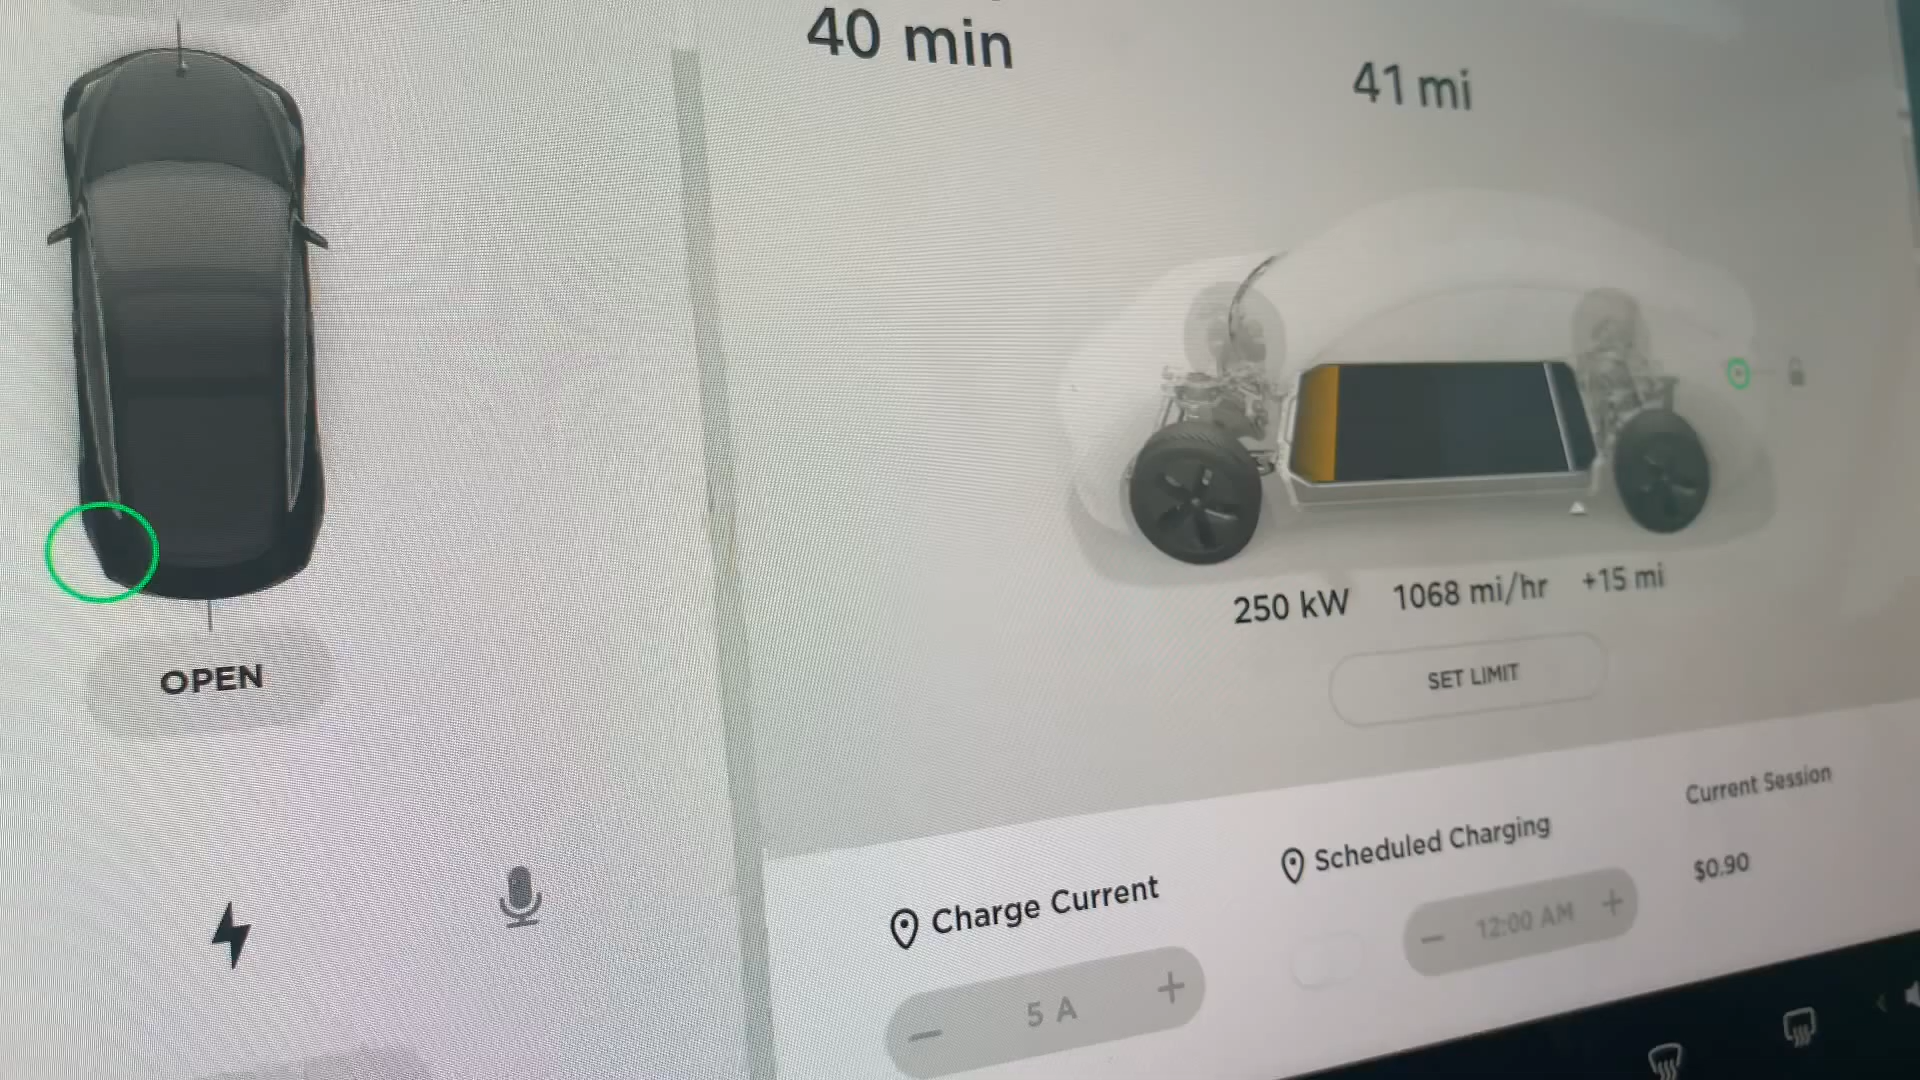 40 min
41 mi
250 kW 1068 mi/hr +15 mi
SET LIMIT
OPEN
Charge Current
5 A
Scheduled Charging
12:00 AM
Current Session
$0.90